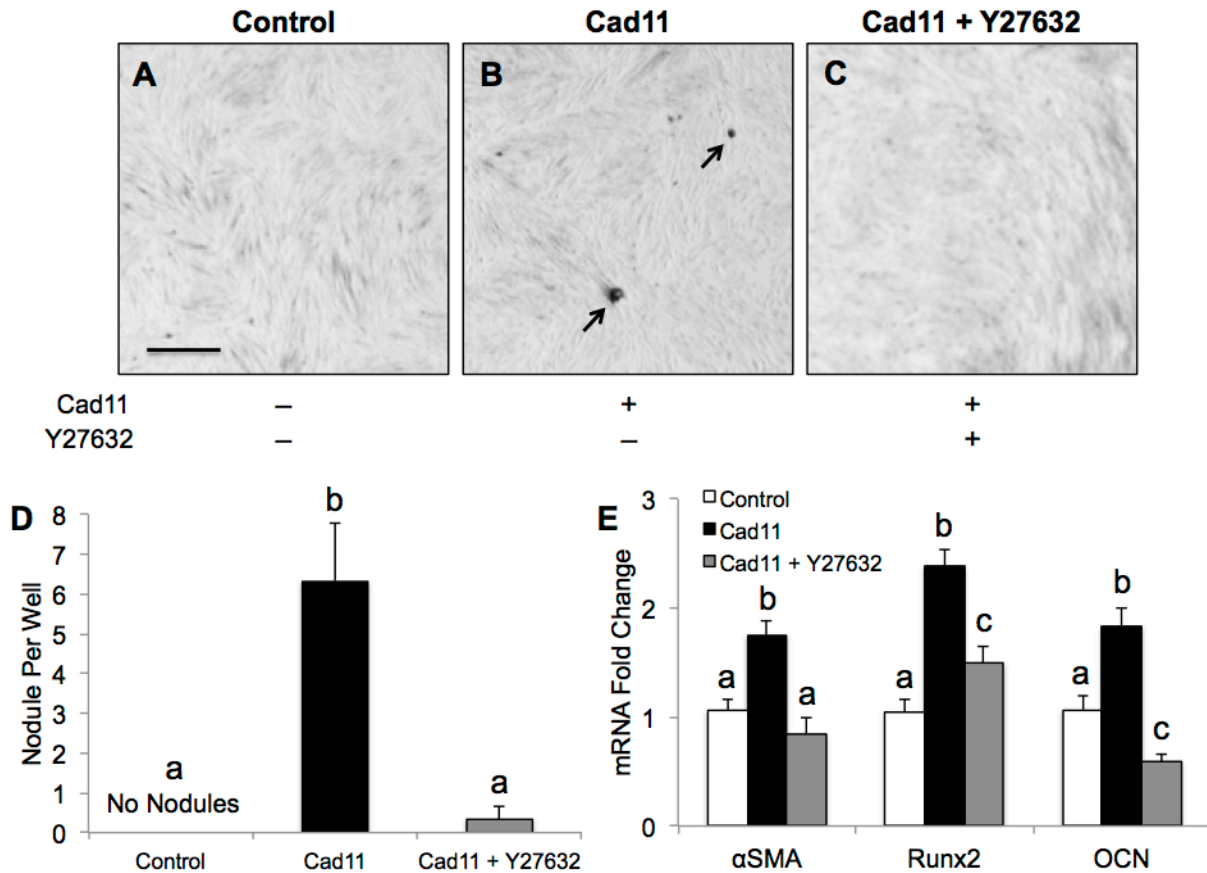 Control Cad11 Cad11 + Y27632
A B C
Cad11 – + +
Y27632 – – +
D
Nodule Per Well
8
7
6
5
4
3
2
1
0
a
No Nodules
b
a
Control Cad11 Cad11 + Y27632
E
mRNA Fold Change
3
2
1
0
Control
Cad11
Cad11 + Y27632
a b a
a b c
a b c
αSMA Runx2 OCN